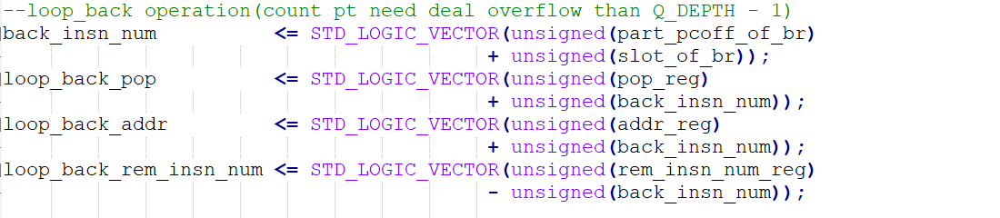 --loop_back operation(count pt need deal overflow than Q_DEPTH - 1)
back_insn_num <= STD_LOGIC_VECTOR(unsigned(part_pcoff_of_br)
+ unsigned(slot_of_br));
loop_back_pop <= STD_LOGIC_VECTOR(unsigned(pop_reg)
+ unsigned(back_insn_num));
loop_back_addr <= STD_LOGIC_VECTOR(unsigned(addr_reg)
+ unsigned(back_insn_num));
loop_back_rem_insn_num <= STD_LOGIC_VECTOR(unsigned(rem_insn_num_reg)
- unsigned(back_insn_num));